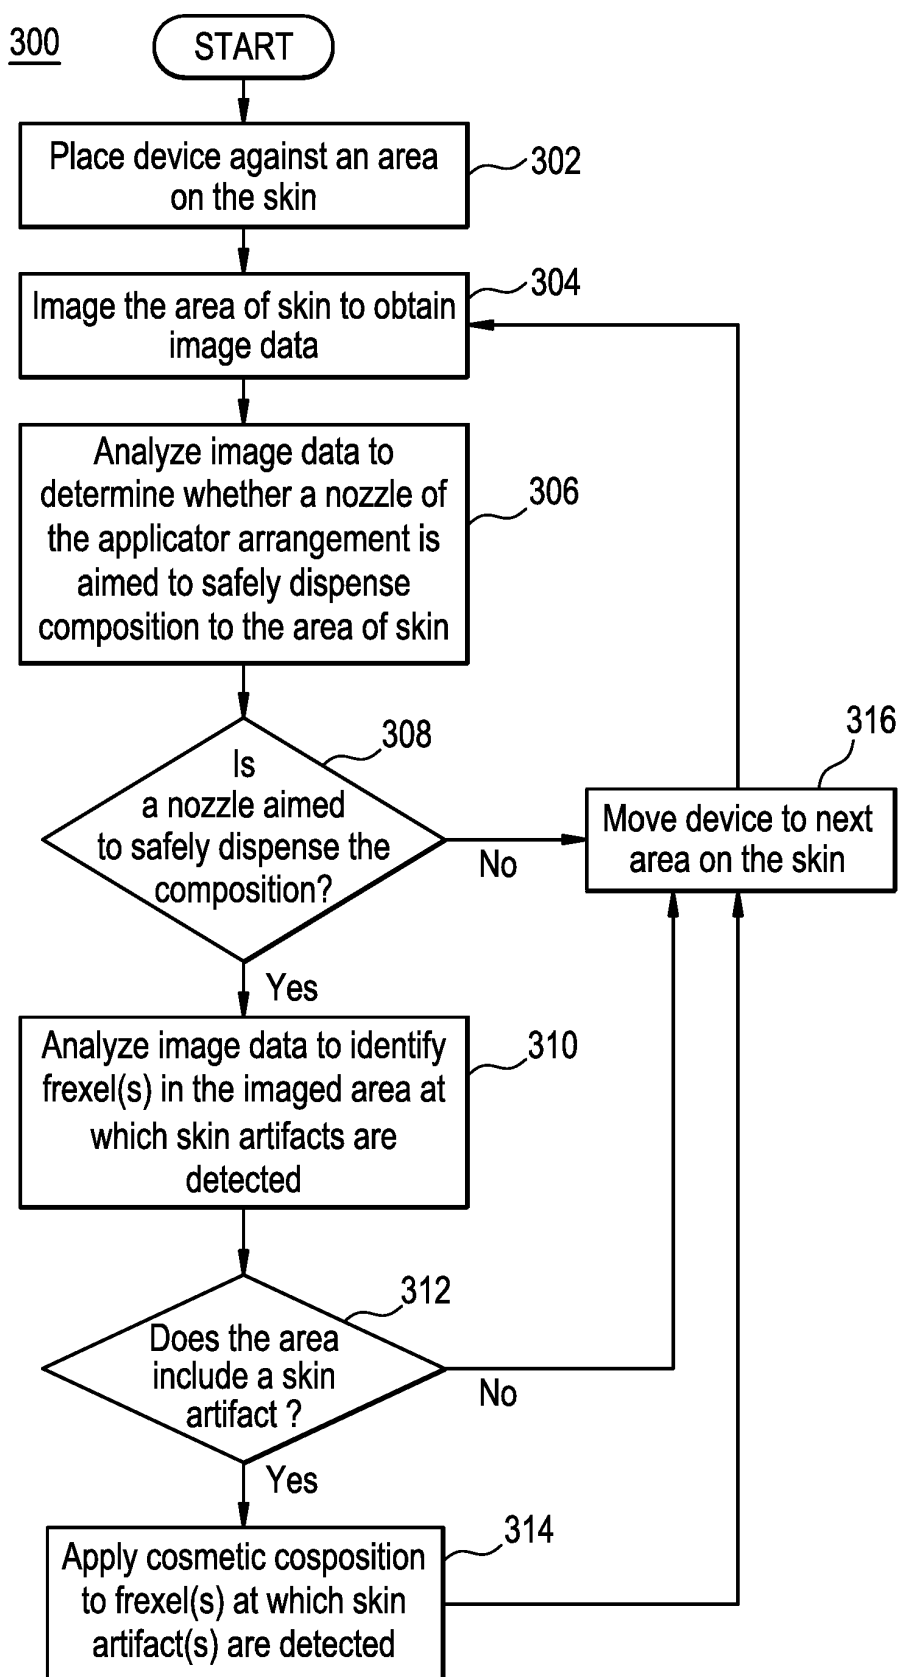 300
START
Place device against an area
on the skin
302
Image the area of skin to obtain
image data
304
Analyze image data to
determine whether a nozzle of
the applicator arrangement is
aimed to safely dispense
composition to the area of skin
306
Is
a nozzle aimed
to safely dispense the
composition?
308
No
316
Move device to next
area on the skin
Yes
Analyze image data to identify
frexel(s) in the imaged area at
which skin artifacts are
detected
310
Does the area
include a skin
artifact ?
312
No
Yes
Apply cosmetic cosposition
to frexel(s) at which skin
artifact(s) are detected
314